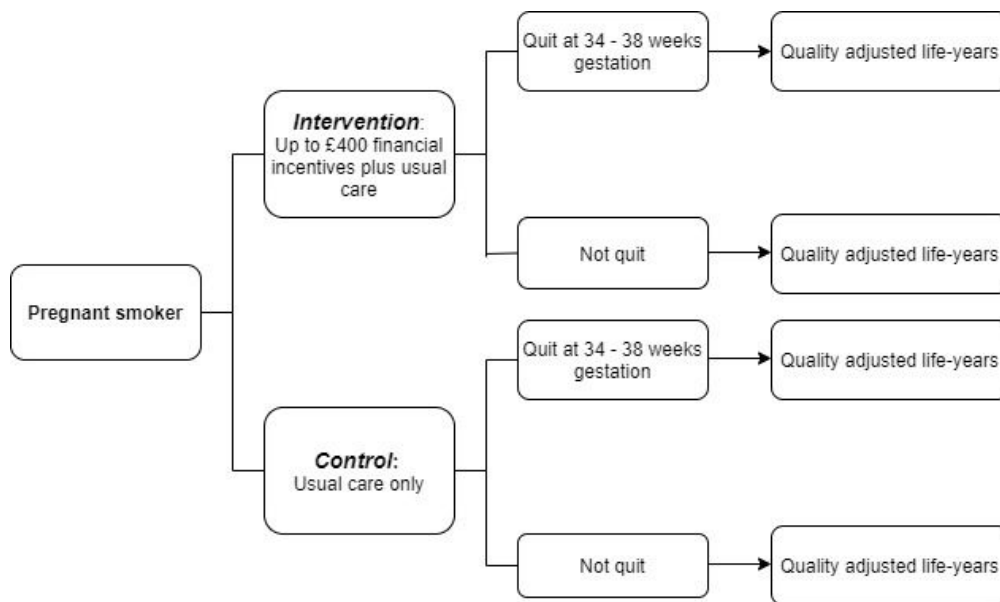 Pregnant smoker
Intervention:
Up to £400 financial
incentives plus usual
care
Quit at 34 - 38 weeks
gestation
Quality adjusted life-years
Not quit
Quality adjusted life-years
Control:
Usual care only
Quit at 34 - 38 weeks
gestation
Quality adjusted life-years
Not quit
Quality adjusted life-years